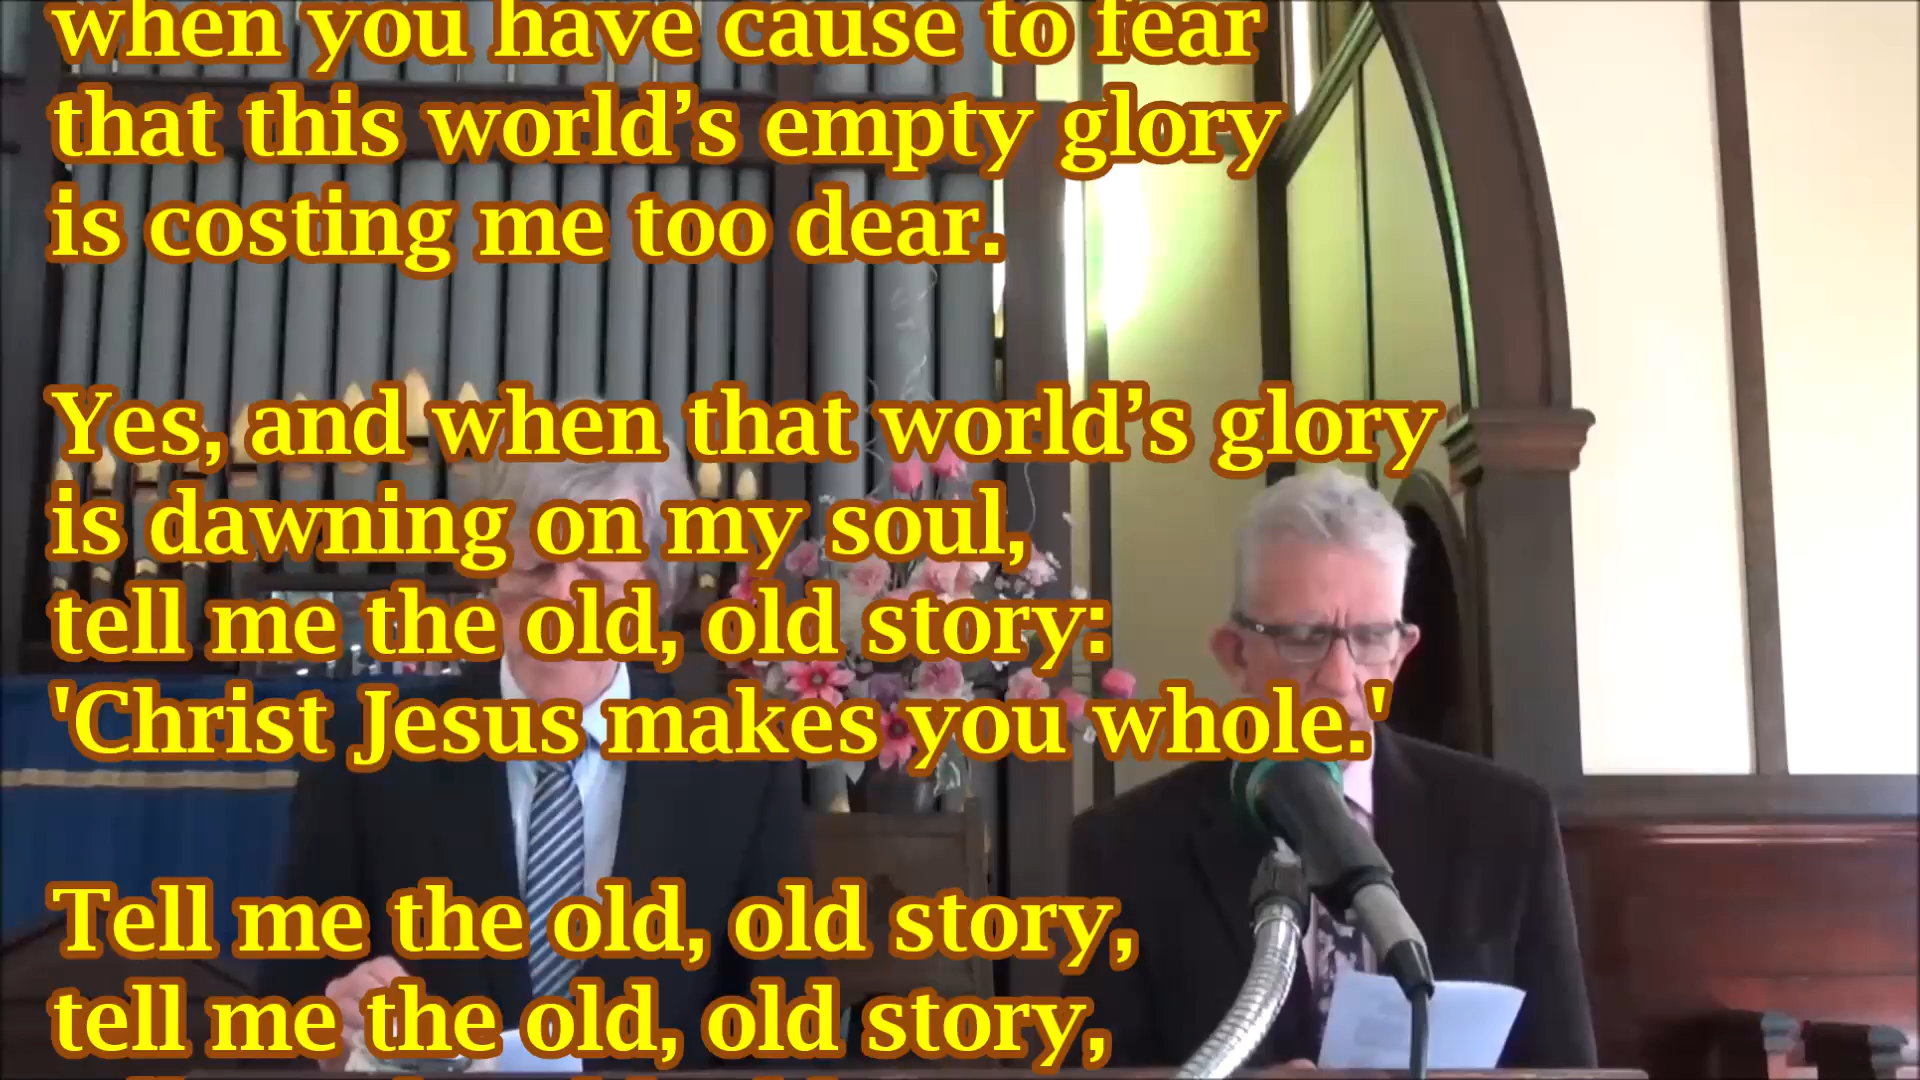 when you have cause to fear
that this world’s empty glory
is costing me too dear.
Yes, and when that world’s glory
is dawning on my soul,
tell me the old, old story:
'Christ Jesus makes you whole.'
Tell me the old, old story,
tell me the old, old story,